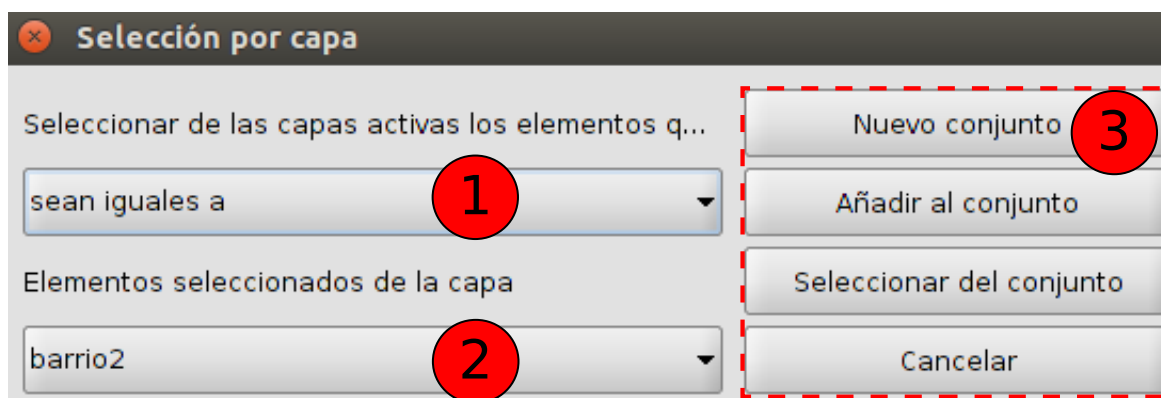 Selección por capa
Seleccionar de las capas activas los elementos q...
sean iguales a
1
Elementos seleccionados de la capa
barrio2
2
Nuevo conjunto
3
Añadir al conjunto
Seleccionar del conjunto
Cancelar